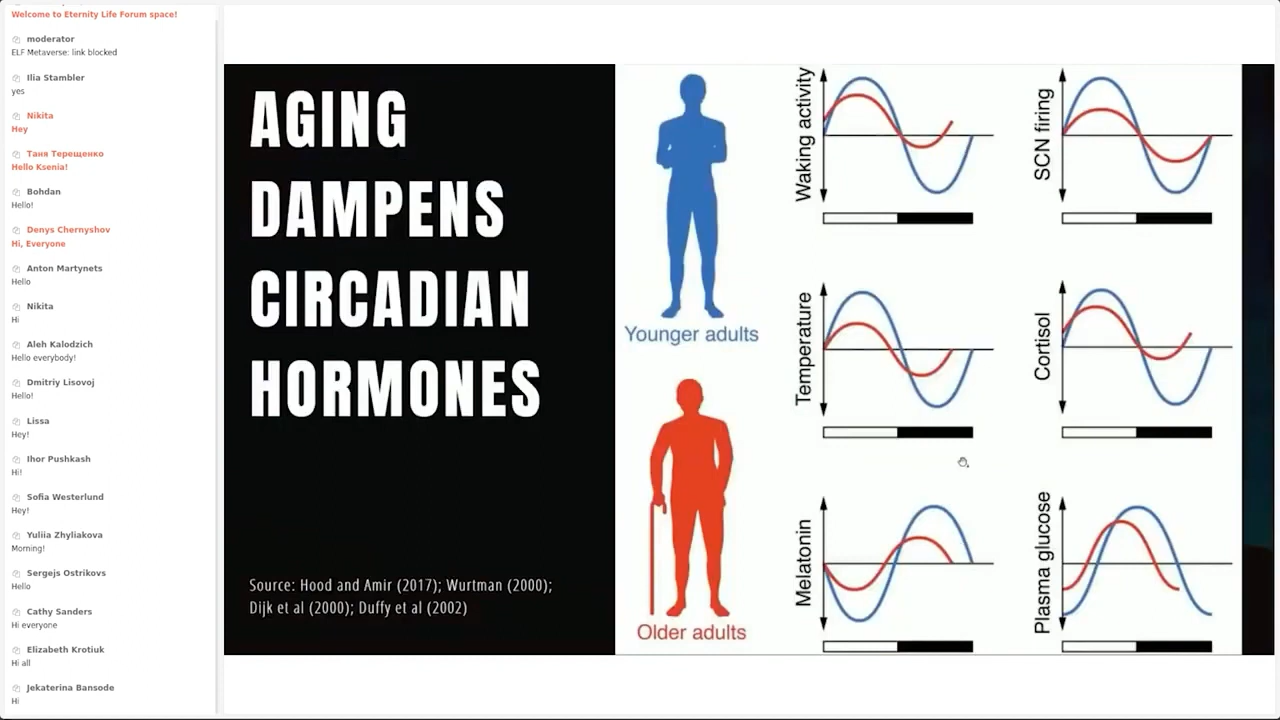 Welcome to Eternity Life Forum space!
moderator
ELF Metaverse: link blocked
Ilia Stambler
yes
Nikita
Hey
Таня Терещенко
Hello Ksenia!
Bohdan
Hello!
Denys Chernyshov
Hi, Everyone
Anton Martynets
Hello
Nikita
Hi
Aleh Kalodzich
Hello everybody!
Dmitriy Lisovoj
Hello!
Lissa
Hey!
Ihor Pushkash
Hi!
Sofia Westerlund
Hey!
Yuliia Zhyliakova
Morning!
Sergejs Ostrikovs
Hello
Cathy Sanders
Hi everyone
Elizabeth Krotiuk
Hi all
Jekaterina Bansode
Hi
AGING
DAMPENS
CIRCADIAN
HORMONES
Source: Hood and Amir (2017); Wurtman (2000);
Dijk et al (2000); Duffy et al (2002)
Younger adults
Older adults
Waking activity
SCN firing
Temperature
Cortisol
Melatonin
Plasma glucose